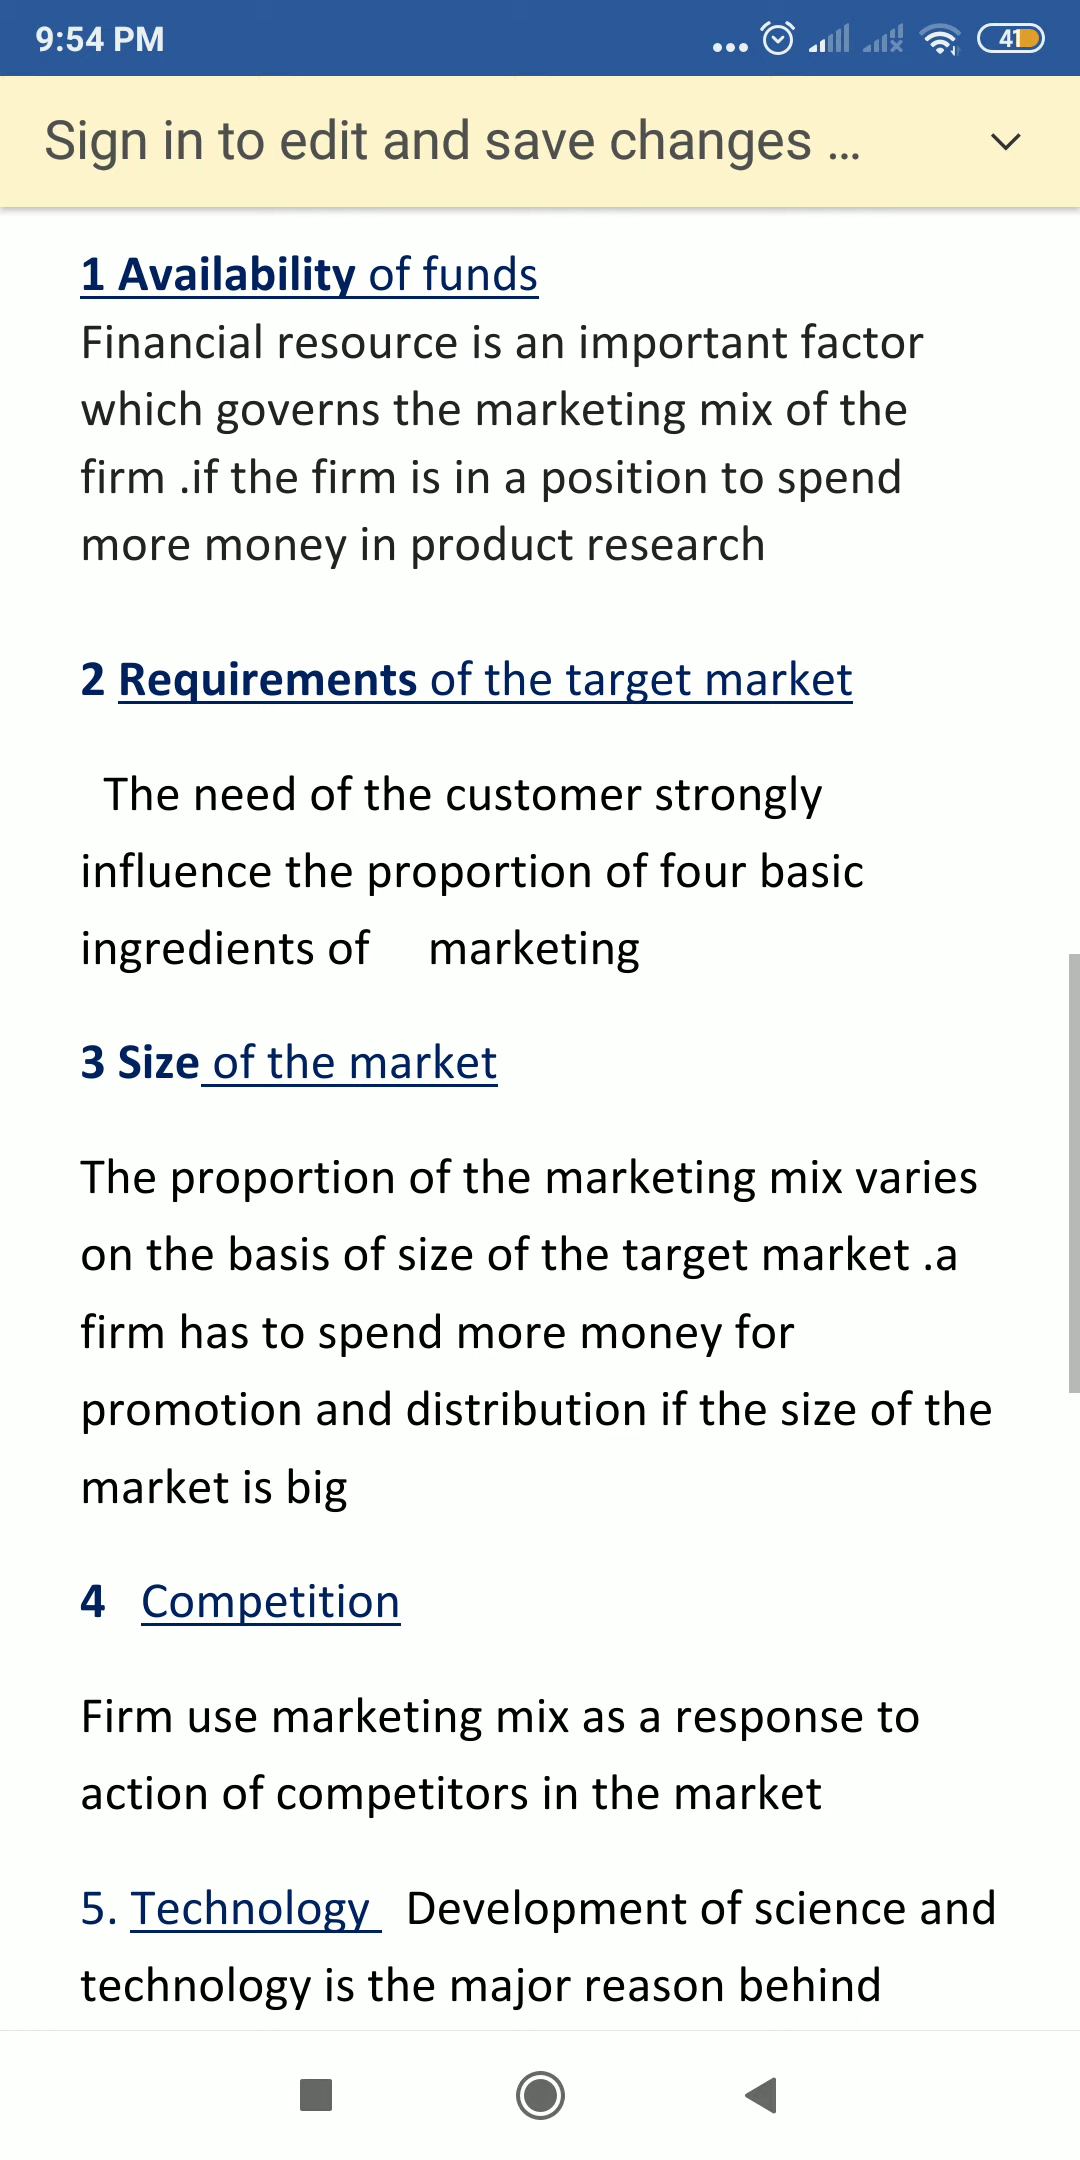 9:54 PM
41
Sign in to edit and save changes ...
1 Availability of funds
Financial resource is an important factor
which governs the marketing mix of the
firm .if the firm is in a position to spend
more money in product research
2 Requirements of the target market
The need of the customer strongly
influence the proportion of four basic
ingredients of marketing
3 Size of the market
The proportion of the marketing mix varies
on the basis of size of the target market .a
firm has to spend more money for
promotion and distribution if the size of the
market is big
4 Competition
Firm use marketing mix as a response to
action of competitors in the market
5. Technology Development of science and
technology is the major reason behind